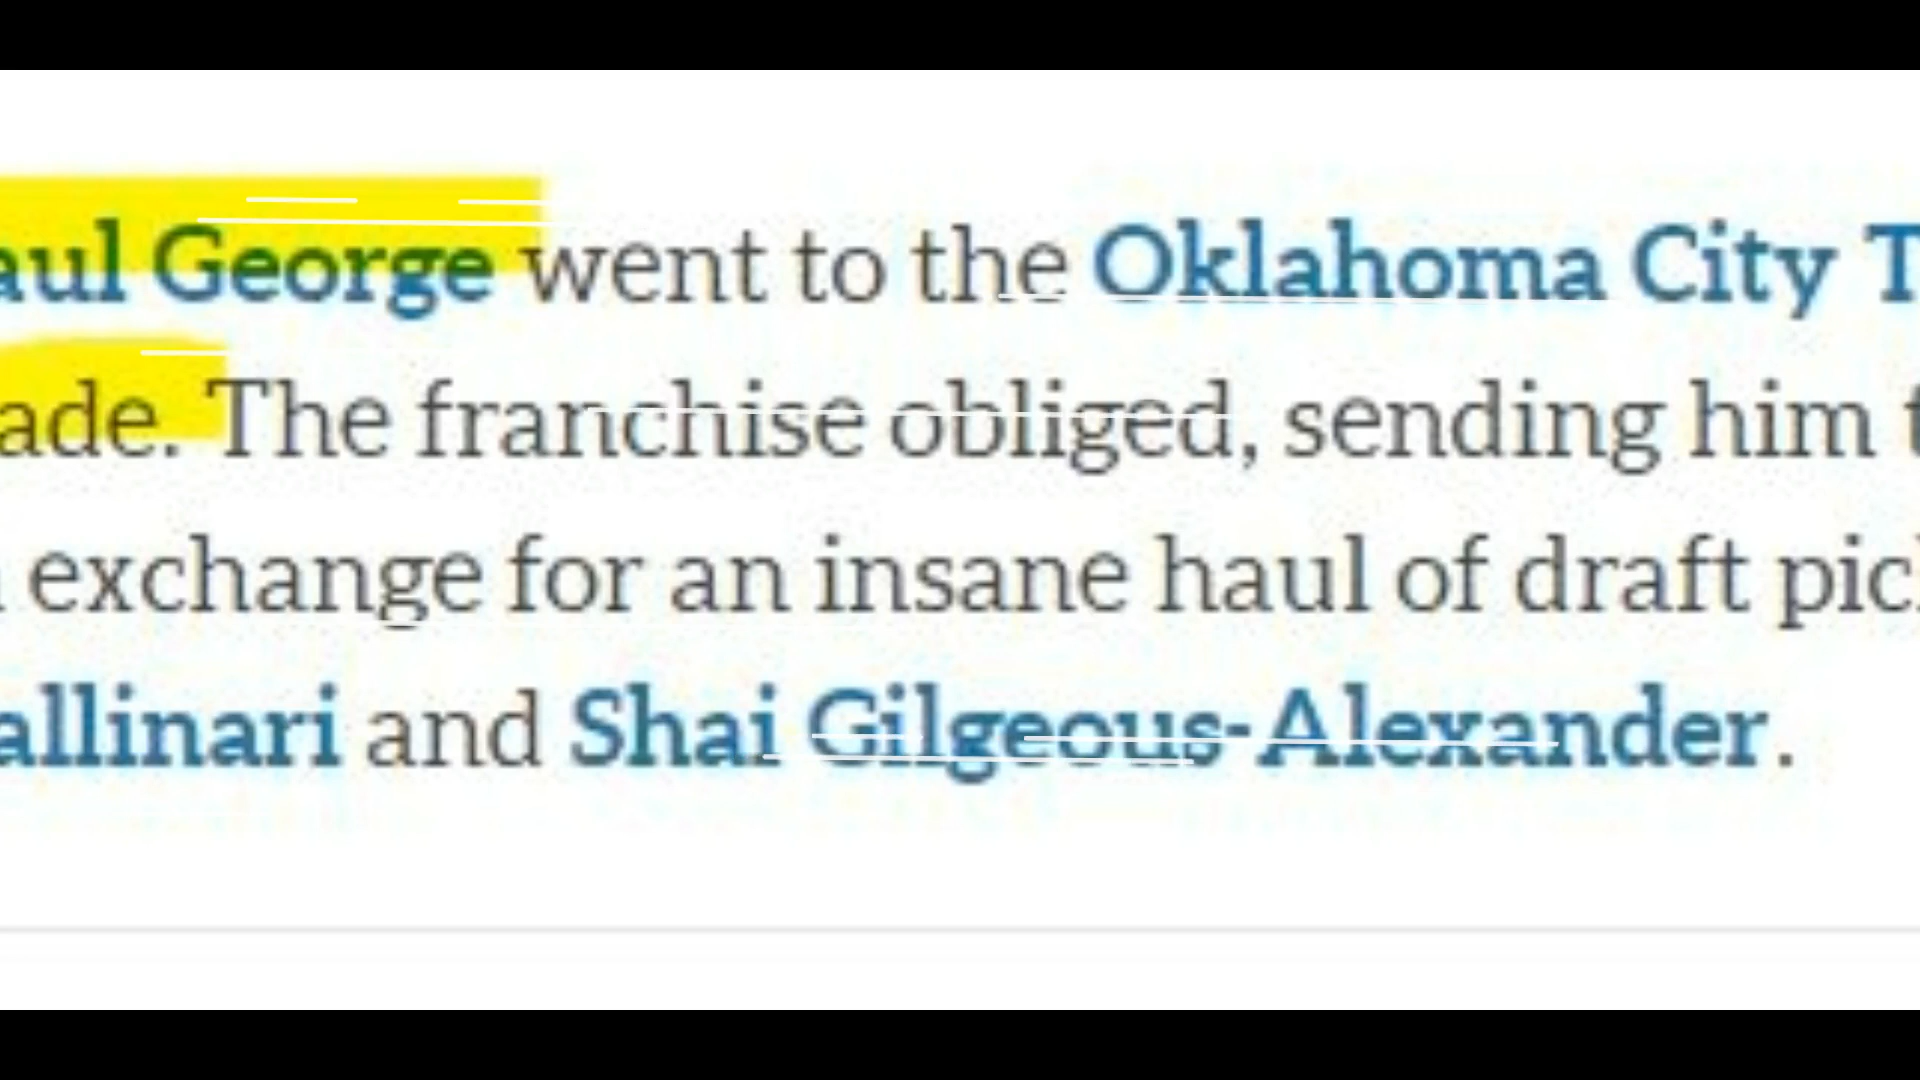 aul George went to the Oklahoma City T
ade. The franchise obliged, sending him t
exchange for an insane haul of draft pic
allinari and Shai Gilgeous-Alexander.